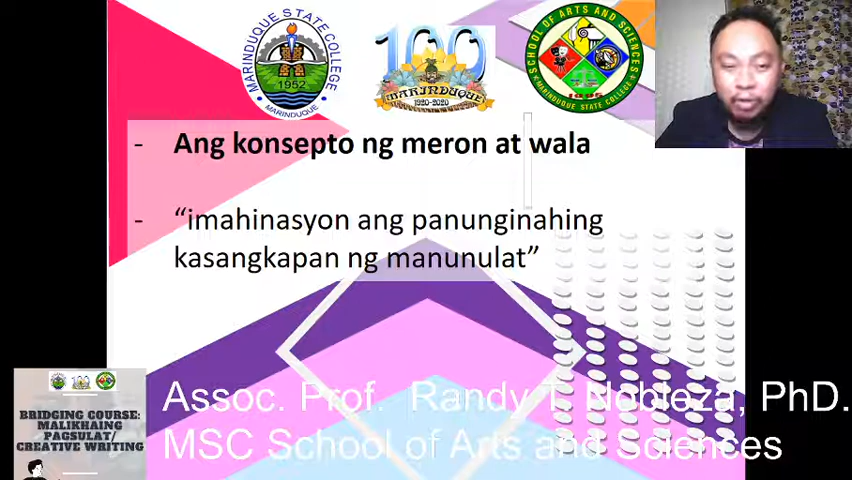 MARINDUQUE STATE COLLEGE
1952
MARINDUQUE
100
MARINDUQUE
1920-2020
SCHOOL OF ARTS AND SCIENCES
MARINDUQUE STATE COLLEGE
- Ang konsepto ng meron at wala
- “imahinasyon ang panunginahing
kasangkapan ng manunulat”
BRIDGING COURSE:
MALIKHAING
PAGSULAT/
CREATIVE WRITING
Assoc. Prof. Randy T. Nobleza, PhD.
MSC School of Arts and Sciences